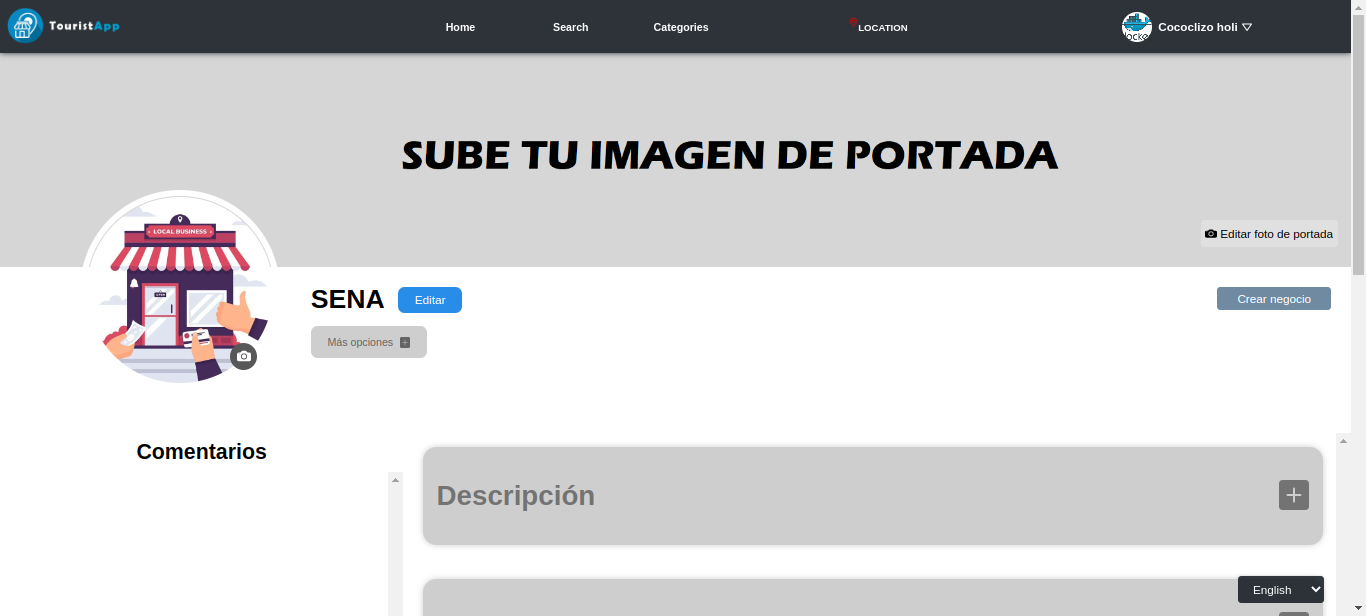 TouristApp
Home
Search
Categories
LOCATION
Cococlizo holi
SUBE TU IMAGEN DE PORTADA
LOCAL BUSINESS
Editar foto de portada
SENA
Editar
Crear negocio
Más opciones
Comentarios
Descripción
English